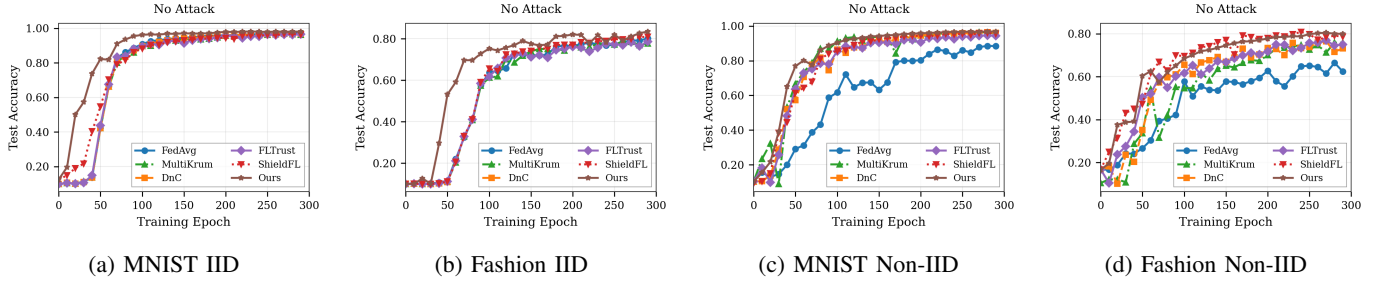 No Attack
Test Accuracy
1.00
0.80
0.60
0.40
0.20
FedAvg
MultiKrum
DnC
FLTrust
ShieldFL
Ours
0 50 100 150 200 250 300
Training Epoch
(a) MNIST IID
No Attack
Test Accuracy
0.80
0.60
0.40
0.20
FedAvg
MultiKrum
DnC
FLTrust
ShieldFL
Ours
0 50 100 150 200 250 300
Training Epoch
(b) Fashion IID
No Attack
Test Accuracy
1.00
0.80
0.60
0.40
0.20
FedAvg
MultiKrum
DnC
FLTrust
ShieldFL
Ours
0 50 100 150 200 250 300
Training Epoch
(c) MNIST Non-IID
No Attack
Test Accuracy
0.80
0.60
0.40
0.20
FedAvg
MultiKrum
DnC
FLTrust
ShieldFL
Ours
0 50 100 150 200 250 300
Training Epoch
(d) Fashion Non-IID